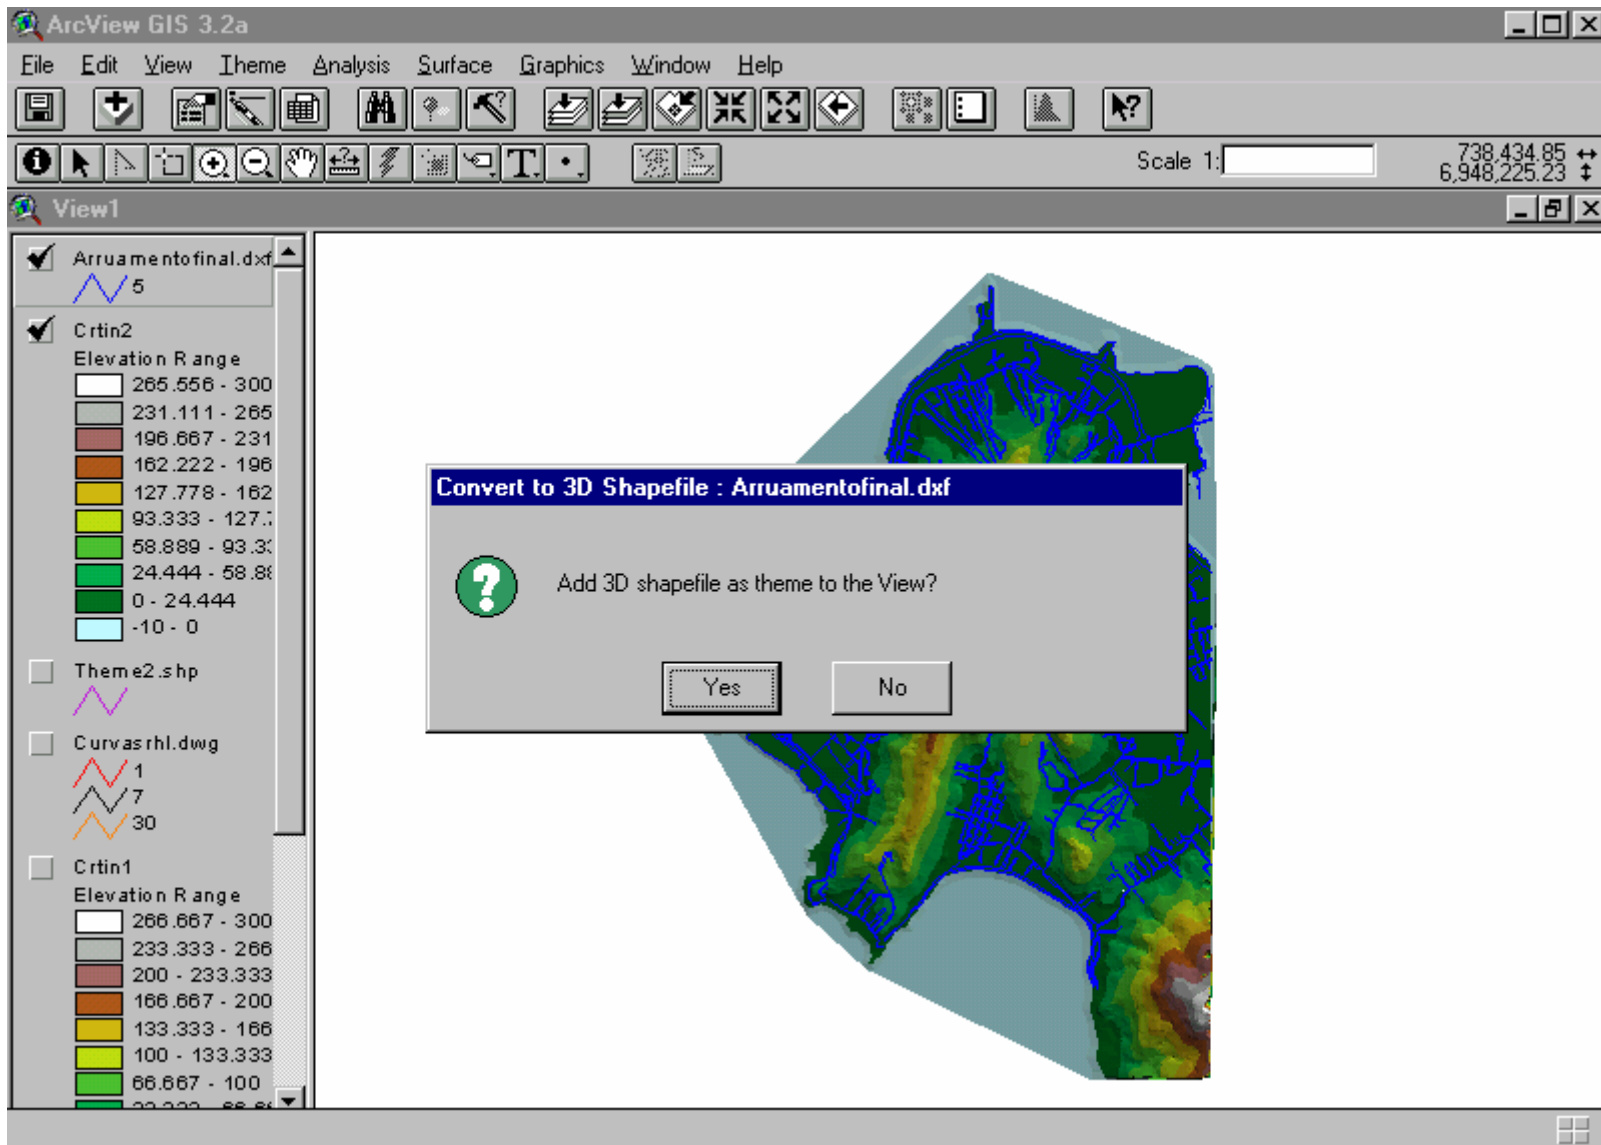 ArcView GIS 3.2a
File Edit View Theme Analysis Surface Graphics Window Help
Scale 1:
738,434.85
6,948,225.23
View1
Arruamentofinal.dxf
5
Crtin2
Elevation Range
265.556 - 300
231.111 - 265
196.667 - 231
162.222 - 196
127.778 - 162
93.333 - 127.
58.889 - 93.3
24.444 - 58.88
0 - 24.444
-10 - 0
Theme2.shp
Curvasrhl.dwg
1
7
30
Crtin1
Elevation Range
266.667 - 300
233.333 - 266
200 - 233.333
166.667 - 200
133.333 - 166
100 - 133.333
66.667 - 100
Convert to 3D Shapefile : Arruamentofinal.dxf
Add 3D shapefile as theme to the View?
Yes No